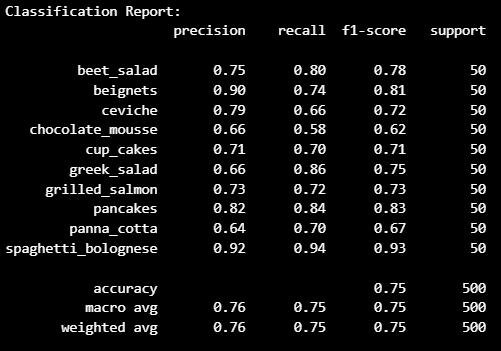 Classification Report:
precision recall f1-score support
beet_salad 0.75 0.80 0.78 50
beignets 0.90 0.74 0.81 50
ceviche 0.79 0.66 0.72 50
chocolate_mousse 0.66 0.58 0.62 50
cup_cakes 0.71 0.70 0.71 50
greek_salad 0.66 0.86 0.75 50
grilled_salmon 0.73 0.72 0.73 50
pancakes 0.82 0.84 0.83 50
panna_cotta 0.64 0.70 0.67 50
spaghetti_bolognese 0.92 0.94 0.93 50
accuracy 0.75 500
macro avg 0.76 0.75 0.75 500
weighted avg 0.76 0.75 0.75 500